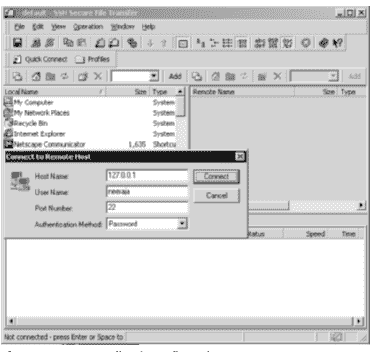 default - SSH Secure File Transfer
File Edit View Operation Window Help
Quick Connect Profiles
Add Add
Local Name / Size Type Remote Name Size Type
My Computer System
My Network Places System
Recycle Bin System
Internet Explorer System
Netscape Communicator 1,635 Shortcu
Connect to Remote Host
Host Name: 127.0.0.1 Connect
User Name: Cancel
Port Number: 22
Authentication Method: Password
Status Speed Time
Not connected - press Enter or Space to